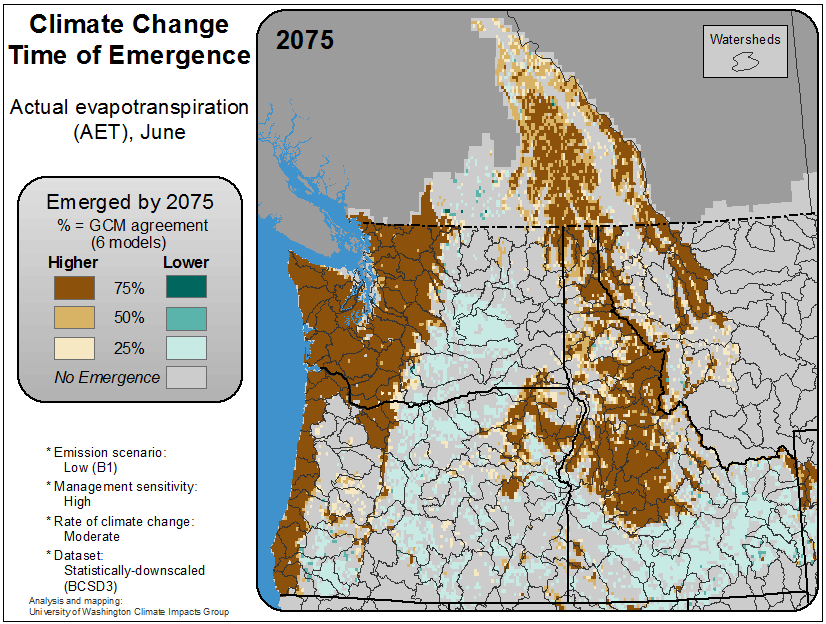 Climate Change
Time of Emergence
Actual evapotranspiration
(AET), June
Emerged by 2075
% = GCM agreement
(6 models)
Higher Lower
75%
50%
25%
No Emergence
* Emission scenario:
Low (B1)
* Management sensitivity:
High
* Rate of climate change:
Moderate
* Dataset:
Statistically-downscaled
(BCSD3)
Analysis and mapping:
University of Washington Climate Impacts Group
2075
Watersheds